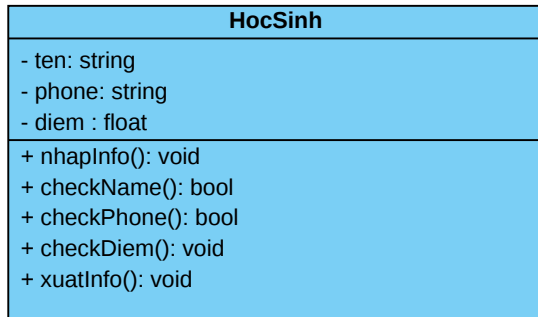 HocSinh
- ten: string
- phone: string
- diem : float
+ nhapInfo(): void
+ checkName(): bool
+ checkPhone(): bool
+ checkDiem(): void
+ xuatInfo(): void